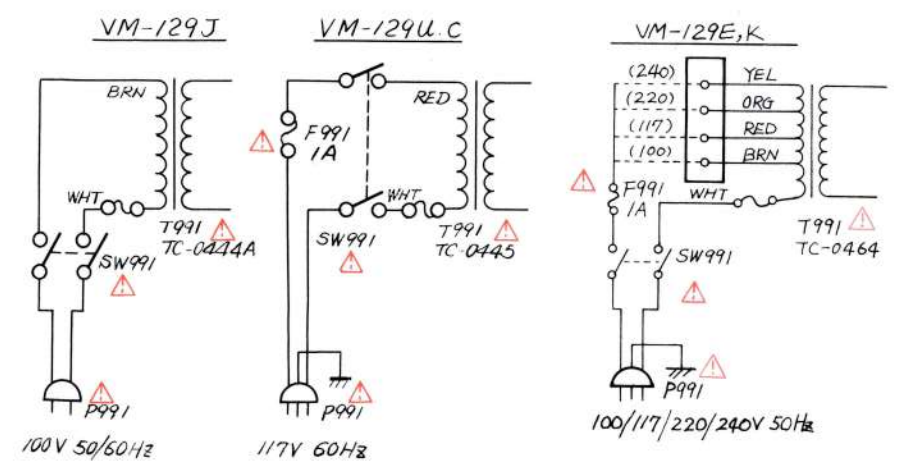 VM-129J
BRN
WHT
T991
TC-0444A
SW991
P991
100V 50/60Hz
VM-129U.C
RED
F991
1A
WHT
T991
TC-0445
SW991
P991
117V 60Hz
VM-129E,K
(240) YEL
(220) ORG
(117) RED
(100) BRN
F991
1A
WHT
T991
TC-0464
SW991
P991
100/117/220/240V 50Hz